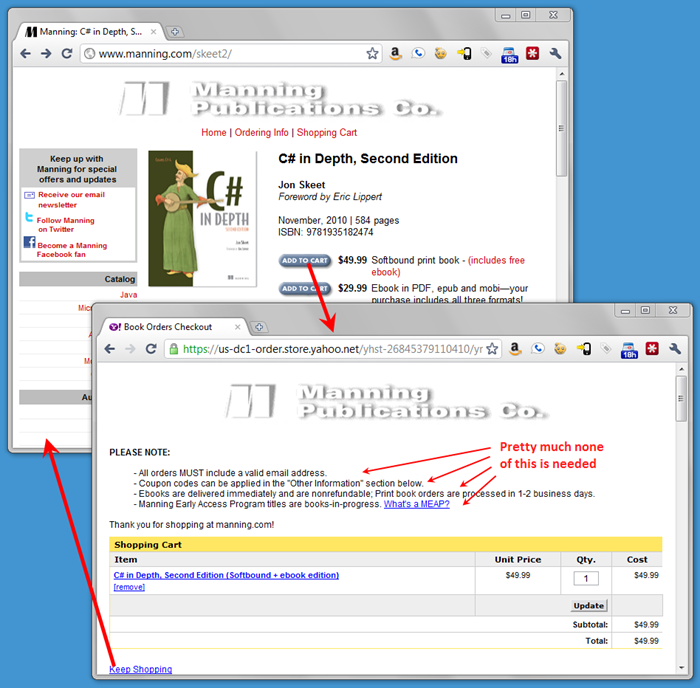 Manning: C# in Depth, S...
www.manning.com/skeet2/
18h
Manning
Publications Co.
Home | Ordering Info | Shopping Cart
Keep up with
Manning for special
offers and updates
Receive our email
newsletter
Follow Manning
on Twitter
Become a Manning
Facebook fan
Catalog
Java
C#
IN DEPTH
SECOND EDITION
Jon Skeet
MANNING
C# in Depth, Second Edition
Jon Skeet
Foreword by Eric Lippert
November, 2010 | 584 pages
ISBN: 9781935182474
ADD TO CART $49.99 Softbound print book - (includes free
ebook)
ADD TO CART $29.99 Ebook in PDF, epub and mobi—your
purchase includes all three formats!
Book Orders Checkout
https://us-dc1-order.store.yahoo.net/yhst-26845379110410/yr
18h
Manning
Publications Co.
PLEASE NOTE:
- All orders MUST include a valid email address.
- Coupon codes can be applied in the "Other Information" section below.
- Ebooks are delivered immediately and are nonrefundable; Print book orders are processed in 1-2 business days.
- Manning Early Access Program titles are books-in-progress. What's a MEAP?
Pretty much none
of this is needed
Thank you for shopping at manning.com!
Shopping Cart
Item Unit Price Qty. Cost
C# in Depth, Second Edition (Softbound + ebook edition) $49.99 1 $49.99
[remove]
Update
Subtotal: $49.99
Total: $49.99
Keep Shopping